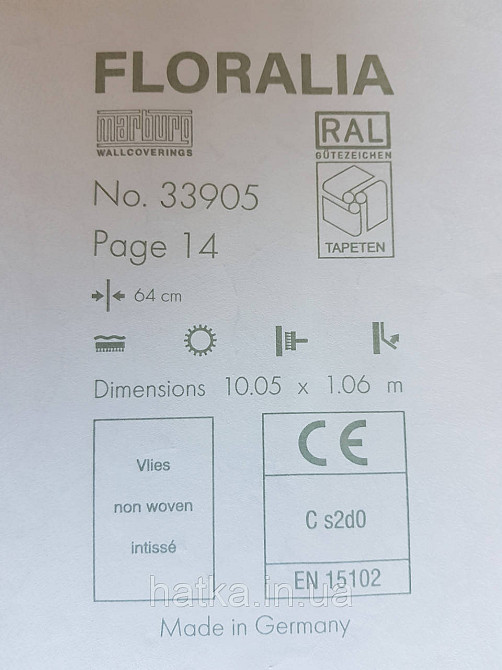 FLORALIA
marburg
WALLCOVERINGS
RAL
GÜTEZEICHEN
No. 33905
Page 14
TAPETEN
64 cm
Dimensions 10.05 x 1.06 m
Vlies
non woven
intissé
CE
C s2d0
EN 15102
hatka.in.ua
Made in Germany